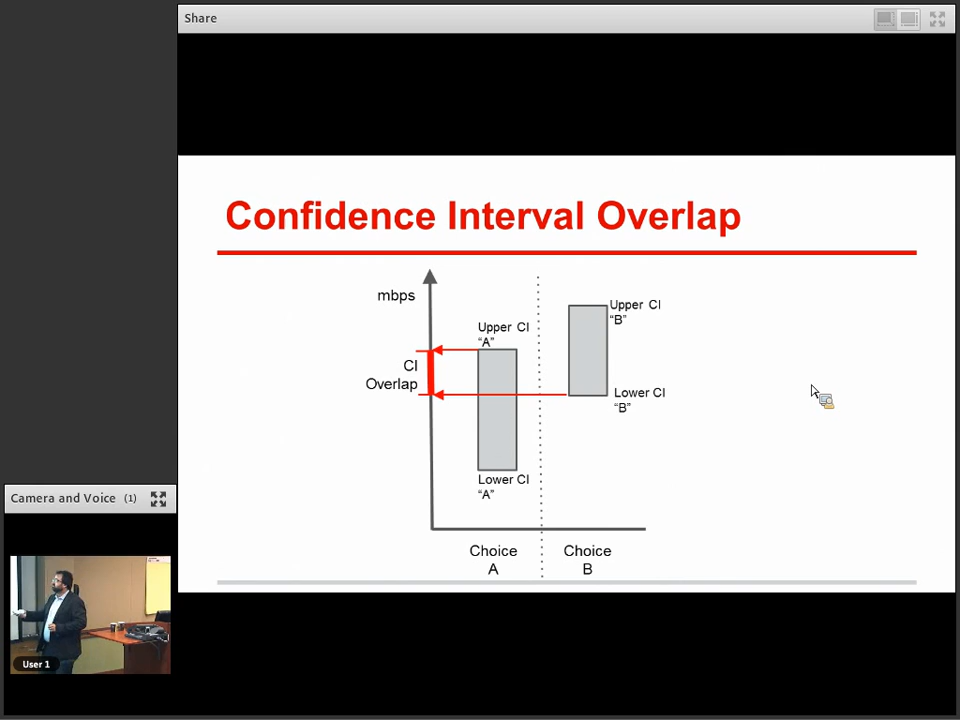 Share
Confidence Interval Overlap
mbps
Upper CI
"B"
Upper CI
"A"
CI
Overlap
Lower CI
"B"
Lower CI
"A"
Choice
A
Choice
B
Camera and Voice (1)
User 1